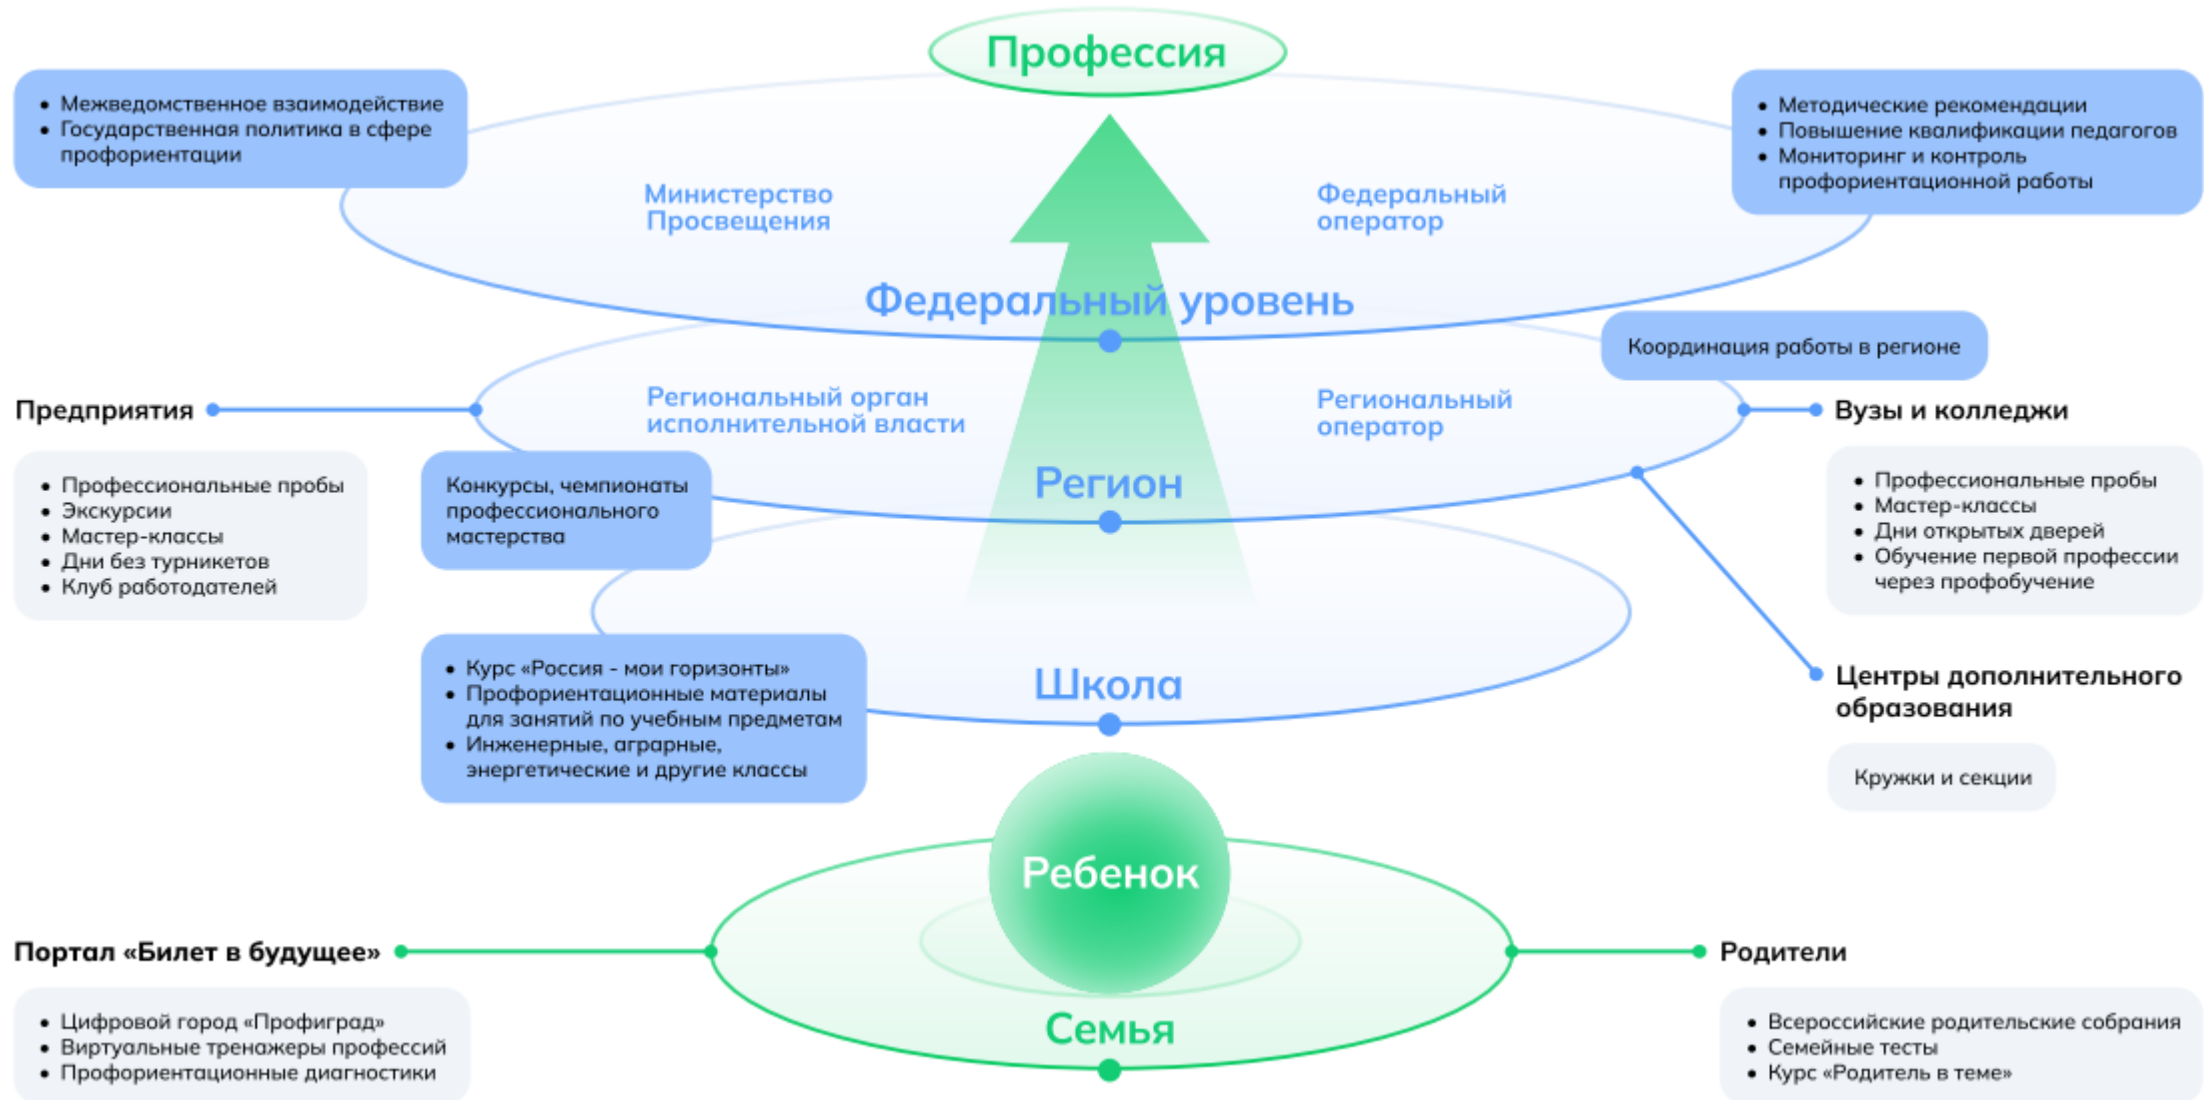 Профессия
• Межведомственное взаимодействие
• Государственная политика в сфере
профориентации
• Методические рекомендации
• Повышение квалификации педагогов
• Мониторинг и контроль
профориентационной работы
Министерство
Просвещения
Федеральный
оператор
Федеральный уровень
Координация работы в регионе
Предприятия
• Профессиональные пробы
• Экскурсии
• Мастер-классы
• Дни без турникетов
• Клуб работодателей
Региональный орган
исполнительной власти
Региональный
оператор
Вузы и колледжи
• Профессиональные пробы
• Мастер-классы
• Дни открытых дверей
• Обучение первой профессии
через профобучение
Конкурсы, чемпионаты
профессионального
мастерства
Регион
• Курс «Россия - мои горизонты»
• Профориентационные материалы
для занятий по учебным предметам
• Инженерные, аграрные,
энергетические и другие классы
Школа
Центры дополнительного
образования
Кружки и секции
Ребенок
Портал «Билет в будущее»
• Цифровой город «Профиград»
• Виртуальные тренажеры профессий
• Профориентационные диагностики
Семья
Родители
• Всероссийские родительские собрания
• Семейные тесты
• Курс «Родитель в теме»